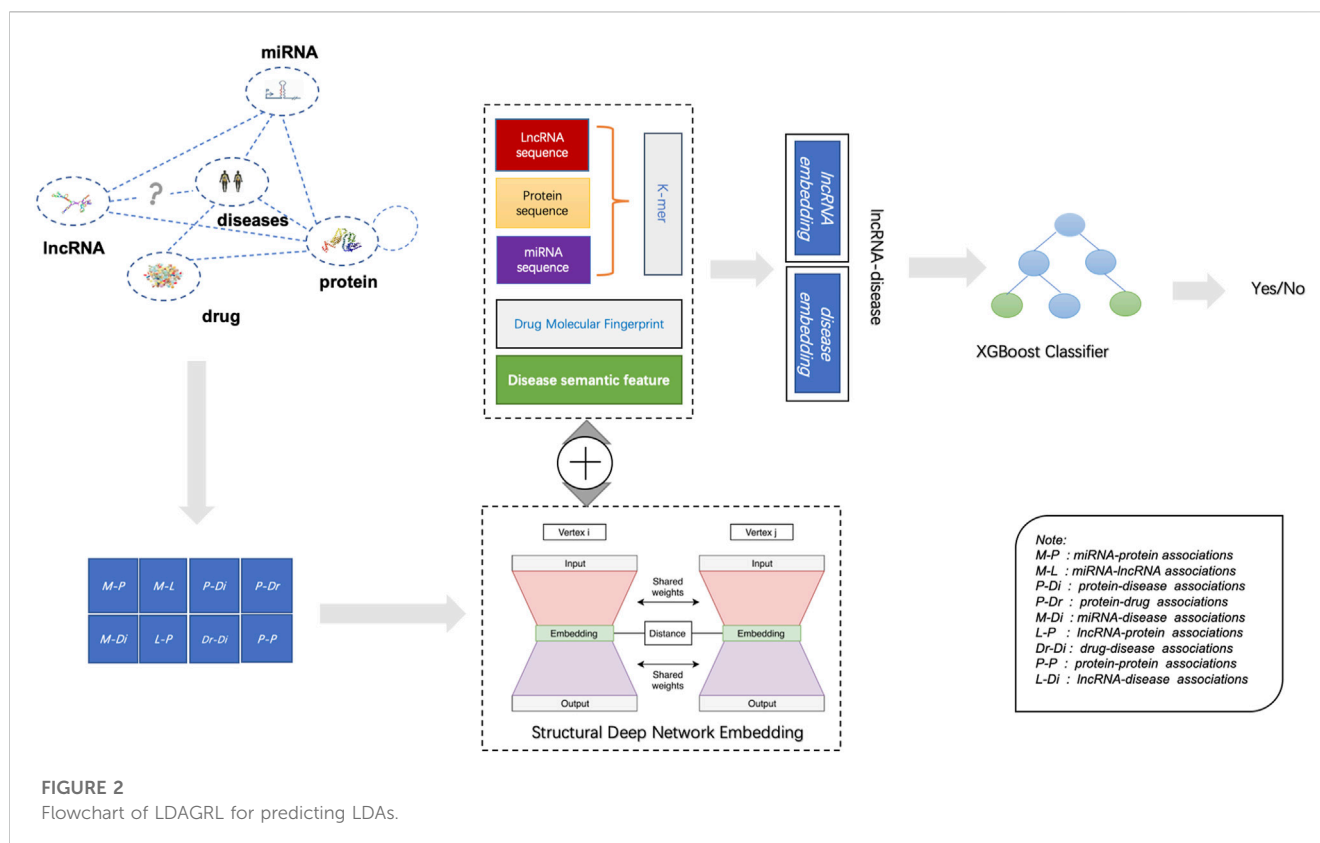 miRNA
?
diseases
lncRNA
protein
drug
LncRNA
sequence
Protein
sequence
miRNA
sequence
K-mer
Drug Molecular Fingerprint
Disease semantic feature
lncRNA
embedding
disease
embedding
lncRNA-disease
XGBoost Classifier
Yes/No
M-P M-L P-Di P-Dr
M-Di L-P Dr-Di P-P
Vertex i Vertex j
Input Input
Shared
weights
Embedding Distance Embedding
Shared
weights
Output Output
Structural Deep Network Embedding
Note:
M-P : miRNA-protein associations
M-L : miRNA-lncRNA associations
P-Di : protein-disease associations
P-Dr : protein-drug associations
M-Di : miRNA-disease associations
L-P : lncRNA-protein associations
Dr-Di : drug-disease associations
P-P : protein-protein associations
L-Di : lncRNA-disease associations
FIGURE 2
Flowchart of LDAGRL for predicting LDAs.